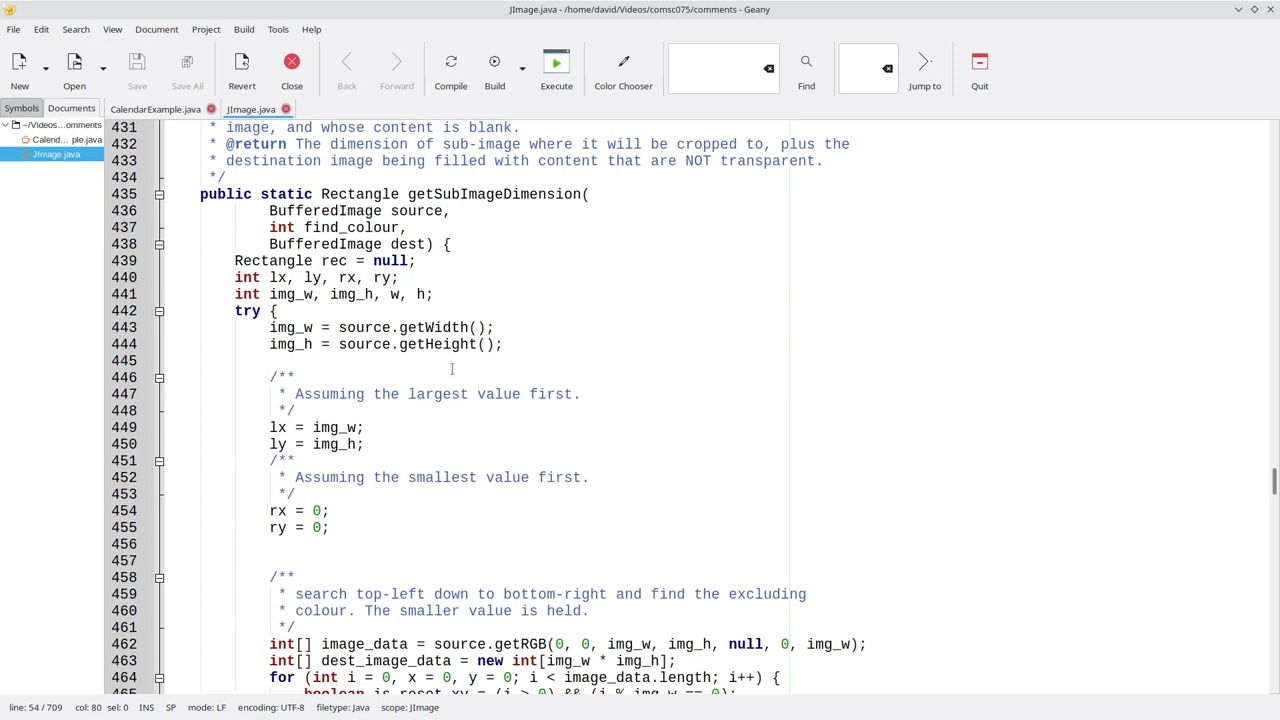 JImage.java - /home/david/Videos/comsc075/comments - Geany
File Edit Search View Document Project Build Tools Help
New Open Save Save All Revert Close Back Forward Compile Build Execute Color Chooser Find Jump to Quit
Symbols Documents CalendarExample.java JImage.java
~/Videos...omments
Calend... ple.java
JImage.java
431 * image, and whose content is blank.
432 * @return The dimension of sub-image where it will be cropped to, plus the
433 * destination image being filled with content that are NOT transparent.
434 */
435 public static Rectangle getSubImageDimension(
436 BufferedImage source,
437 int find_colour,
438 BufferedImage dest) {
439 Rectangle rec = null;
440 int lx, ly, rx, ry;
441 int img_w, img_h, w, h;
442 try {
443 img_w = source.getWidth();
444 img_h = source.getHeight();
445
446 /**
447 * Assuming the largest value first.
448 */
449 lx = img_w;
450 ly = img_h;
451 /**
452 * Assuming the smallest value first.
453 */
454 rx = 0;
455 ry = 0;
456
457
458 /**
459 * search top-left down to bottom-right and find the excluding
460 * colour. The smaller value is held.
461 */
462 int[] image_data = source.getRGB(0, 0, img_w, img_h, null, 0, img_w);
463 int[] dest_image_data = new int[img_w * img_h];
464 for (int i = 0, x = 0, y = 0; i < image_data.length; i++) {
465 boolean is_reset_xy = (i > 0) && (i % img_w == 0);
line: 54 / 709 col: 80 sel: 0 INS SP mode: LF encoding: UTF-8 filetype: Java scope: JImage